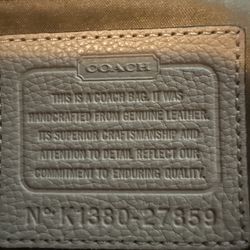 COACH
THIS IS A COACH BAG. IT WAS
HANDCRAFTED FROM GENUINE LEATHER.
ITS SUPERIOR CRAFTSMANSHIP AND
ATTENTION TO DETAIL REFLECT OUR
COMMITMENT TO ENDURING QUALITY.
Nº K1380-27859